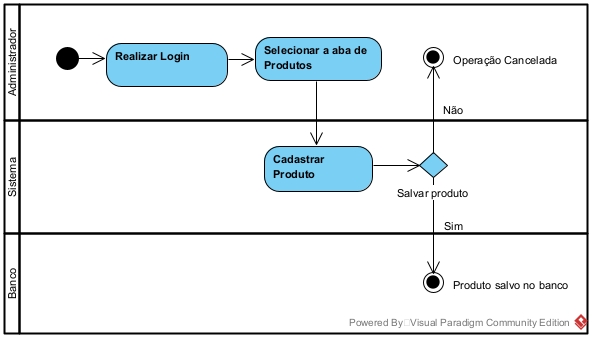 Administrador
Realizar Login
Selecionar a aba de
Produtos
Operação Cancelada
Não
Sistema
Cadastrar
Produto
Salvar produto
Sim
Banco
Produto salvo no banco
Powered By Visual Paradigm Community Edition